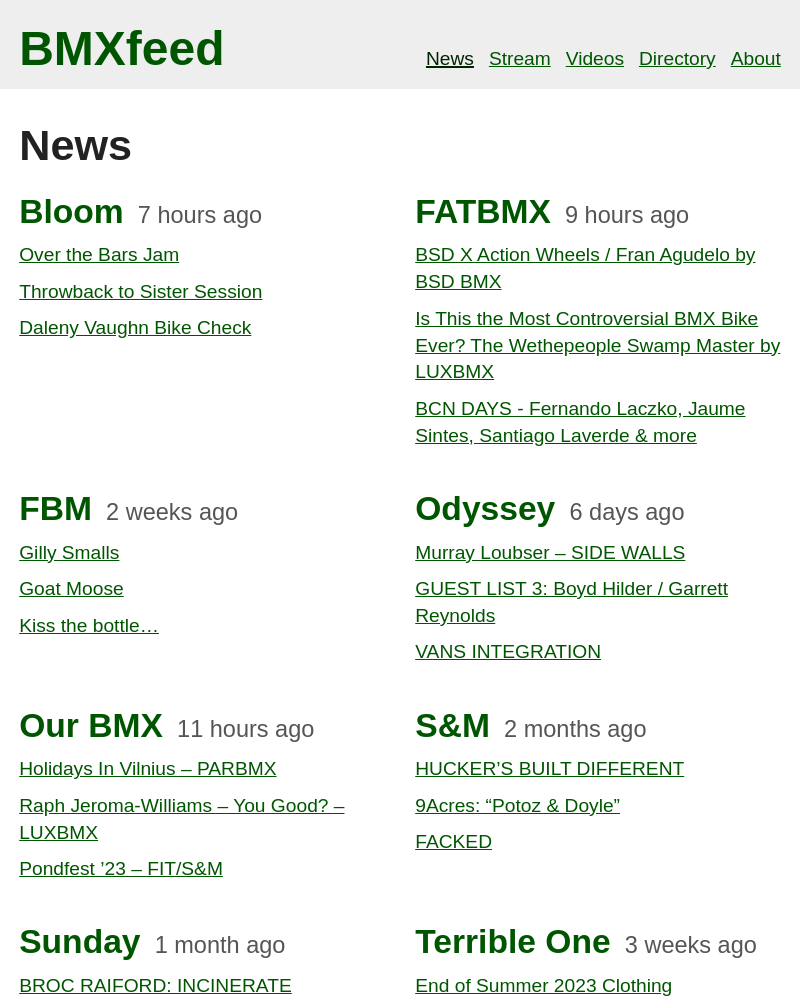 BMXfeed
News Stream Videos Directory About
News
Bloom 7 hours ago
Over the Bars Jam
Throwback to Sister Session
Daleny Vaughn Bike Check
FATBMX 9 hours ago
BSD X Action Wheels / Fran Agudelo by
BSD BMX
Is This the Most Controversial BMX Bike
Ever? The Wethepeople Swamp Master by
LUXBMX
BCN DAYS - Fernando Laczko, Jaume
Sintes, Santiago Laverde & more
FBM 2 weeks ago
Gilly Smalls
Goat Moose
Kiss the bottle…
Odyssey 6 days ago
Murray Loubser – SIDE WALLS
GUEST LIST 3: Boyd Hilder / Garrett
Reynolds
VANS INTEGRATION
Our BMX 11 hours ago
Holidays In Vilnius – PARBMX
Raph Jeroma-Williams – You Good? –
LUXBMX
Pondfest ’23 – FIT/S&M
S&M 2 months ago
HUCKER’S BUILT DIFFERENT
9Acres: “Potoz & Doyle”
FACKED
Sunday 1 month ago
BROC RAIFORD: INCINERATE
Terrible One 3 weeks ago
End of Summer 2023 Clothing